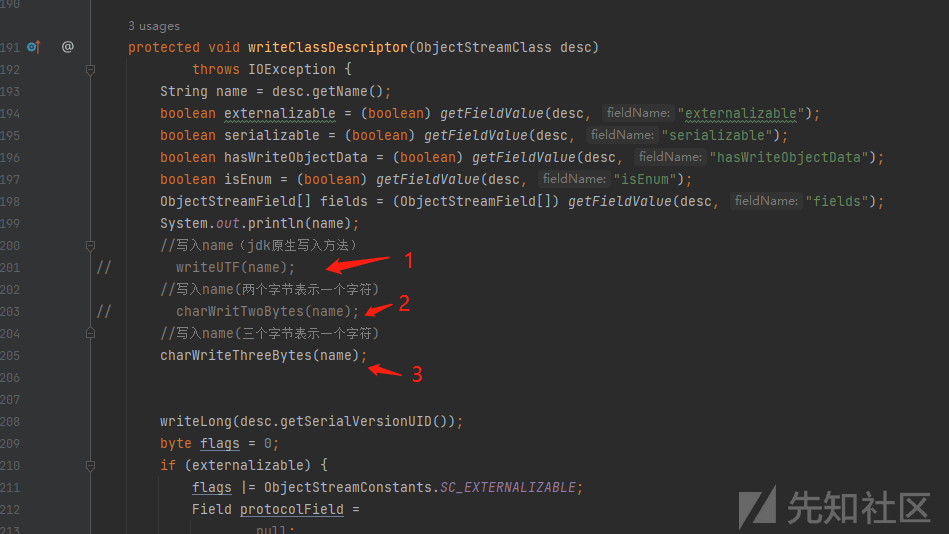 190
3 usages
191 @ protected void writeClassDescriptor(ObjectStreamClass desc)
192 throws IOException {
193 String name = desc.getName();
194 boolean externalizable = (boolean) getFieldValue(desc, fieldName: "externalizable");
195 boolean serializable = (boolean) getFieldValue(desc, fieldName: "serializable");
196 boolean hasWriteObjectData = (boolean) getFieldValue(desc, fieldName: "hasWriteObjectData");
197 boolean isEnum = (boolean) getFieldValue(desc, fieldName: "isEnum");
198 ObjectStreamField[] fields = (ObjectStreamField[]) getFieldValue(desc, fieldName: "fields");
199 System.out.println(name);
200 //写入name（jdk原生写入方法）
201 // writeUTF(name); 1
202 //写入name(两个字节表示一个字符)
203 // charWritTwoBytes(name); 2
204 //写入name(三个字节表示一个字符)
205 charWriteThreeBytes(name);
206 3
207
208 writeLong(desc.getSerialVersionUID());
209 byte flags = 0;
210 if (externalizable) {
211 flags |= ObjectStreamConstants.SC_EXTERNALIZABLE;
212 Field protocolField =
213 null;
先知社区